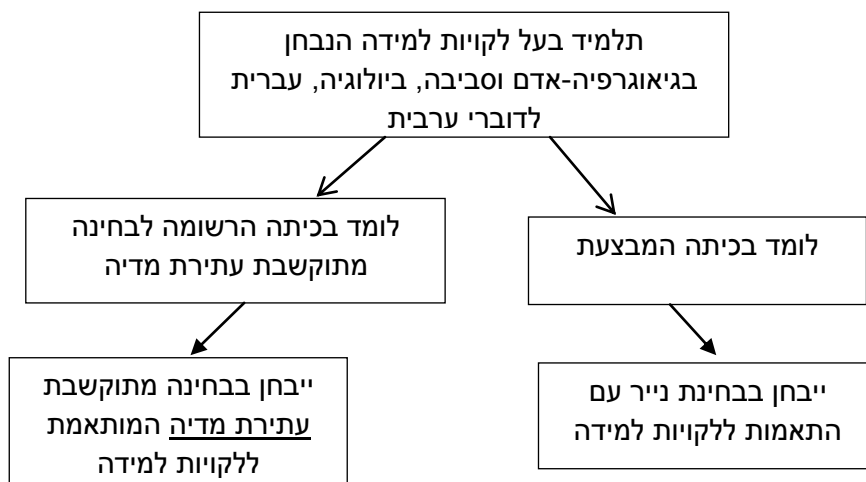 תלמיד בעל לקויות למידה הנבחן
בגיאוגרפיה-אדם וסביבה, ביולוגיה, עברית
לדוברי ערבית
לומד בכיתה הרשומה לבחינה
מתוקשבת עתירת מדיה
לומד בכיתה המבצעת
ייבחן בבחינה מתוקשבת
עתירת מדיה המותאמת
ללקויות למידה
ייבחן בבחינת נייר עם
התאמות ללקויות למידה